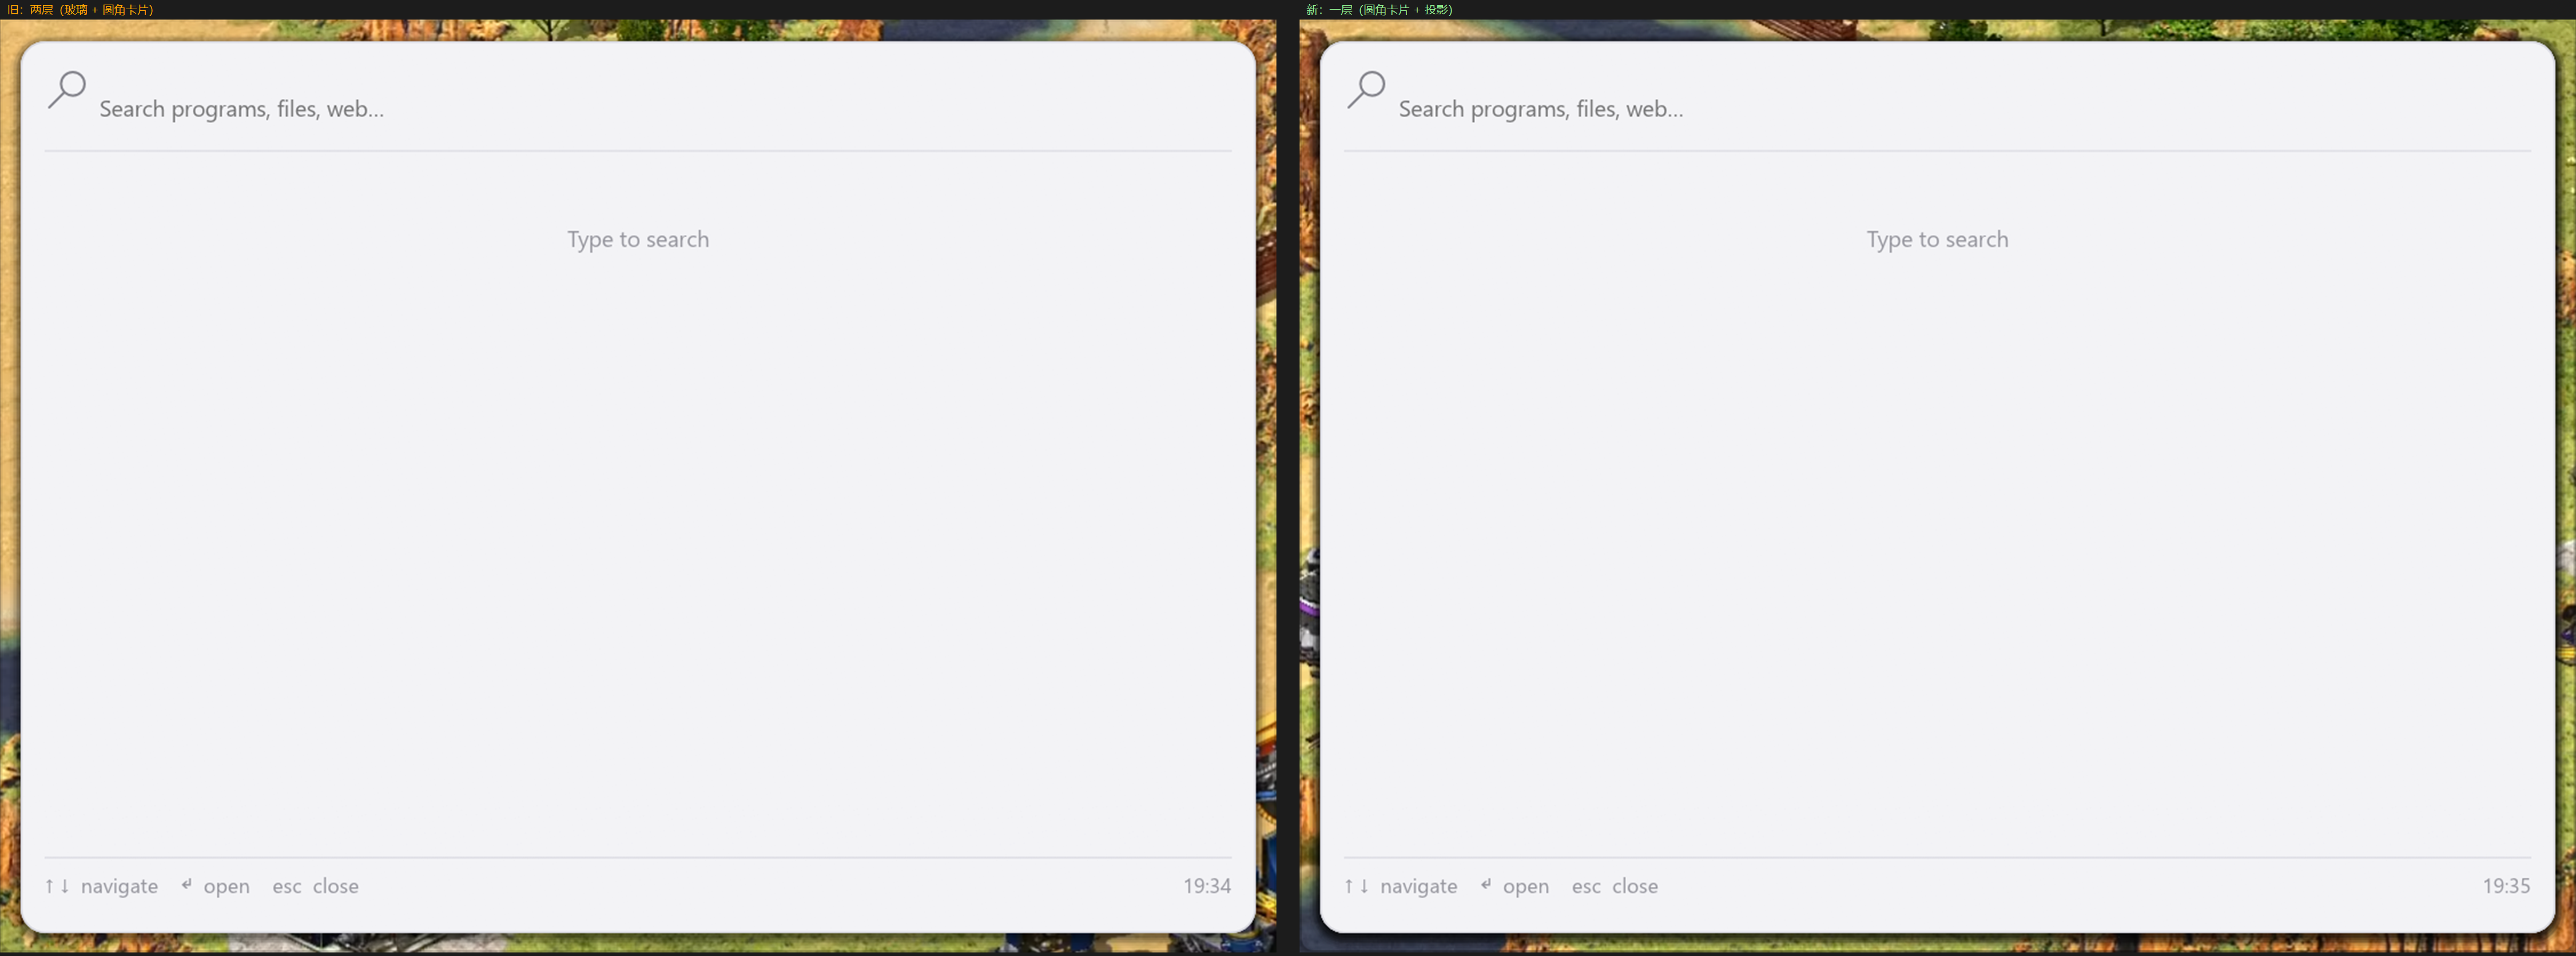 旧：两层 (玻璃 + 圆角卡片)
Search programs, files, web...
Type to search
↑ ↓ navigate ↵ open esc close 19:34
新：一层 (圆角卡片 + 投影)
Search programs, files, web...
Type to search
↑ ↓ navigate ↵ open esc close 19:35